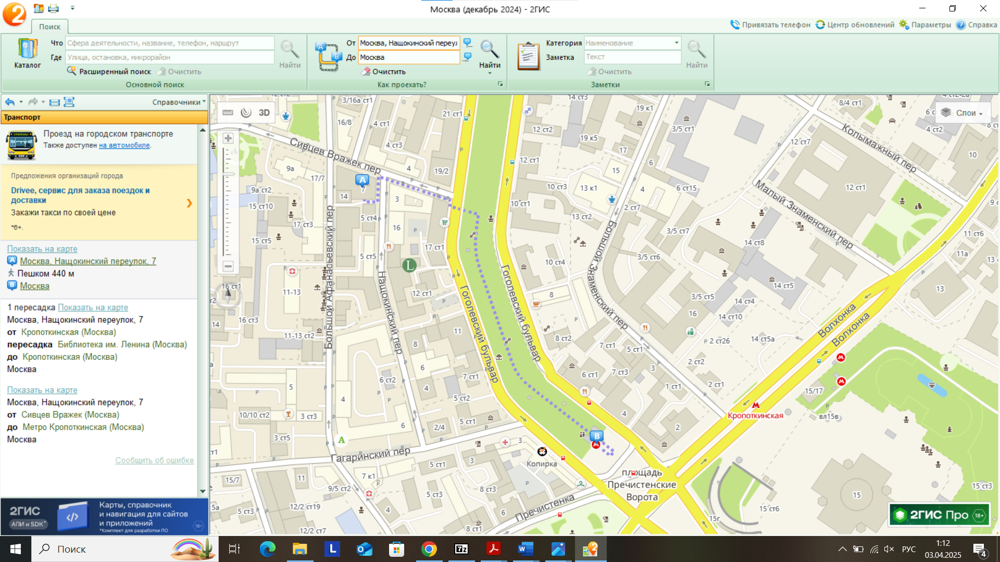 Москва (декабрь 2024) - 2ГИС
Поиск
Привязать телефон
Центр обновлений
Параметры
Справка
Каталог
Что
Сфера деятельности, название, телефон, маршрут
Где
Улица, остановка, микрорайон
Найти
Расширенный поиск
Очистить
Основной поиск
От
Москва, Нащокинский переул
До
Москва
Найти
Очистить
Как проехать?
Категория
Наименование
Заметка
Текст
Найти
Очистить
Заметки
Справочники
Транспорт
Проезд на городском транспорте
Также доступен на автомобиле.
Предложения организаций города
Drivee, сервис для заказа поездок и
доставки
Закажи такси по своей цене
*6+.
Показать на карте
A Москва, Нащокинский переулок, 7
Пешком 440 м
B Москва
1 пересадка Показать на карте
Москва, Нащокинский переулок, 7
от Кропоткинская (Москва)
пересадка Библиотека им. Ленина (Москва)
до Кропоткинская (Москва)
Москва
Показать на карте
Москва, Нащокинский переулок, 7
от Сивцев Вражек (Москва)
до Метро Кропоткинская (Москва)
Москва
Сообщить об ошибке
2ГИС
АПИ и SDK*
Карты, справочник
и навигация для сайтов
и приложений
*Комплект для разработки ПО
18+
3D
Слои
3/16а ст1
21 ст1
14 ст3
19 к1
8/4 ст1
16/8
4 ст1
12 ст2
3/5 ст1
4 ст2
Колымажный пер
Сивцев Вражек пер
4 ст3
19 к5
12 ст7
17
10
9а
4
19/2
12 ст1
15
6
17/7
A
7
10 ст3
13 к1
4
6 ст15
12 ст1
Малый Знаменский пер
9а ст2
14
3
15 ст10
10 ст1
2 ст7
17 ст3
5 ст4
16
13 ст2
3/5 ст7
11 ст6
15 ст5
17 ст1
14 ст8
11а
5 ст5
L
10 ст4
3/5 ст6
Большой Афанасьевский пер
Нащокинский пер
Гоголевский бульвар
Гоголевский бульвар
Большой Знаменский пер
16 ст1
11-13
12 ст1
8
14 ст5
13
3/5 ст5
14 ст4
16 ст3
16
14 ст10
14
11-13 ст2
11
8 ст2
2 ст26
14 ст5а
Волхонка
Волхонка
8
7 ст1
5 ст1
2 ст2
6
7 ст1
6 ст1
7 ст3
3
5
6 ст2
4
1 ст1
2 ст1
15/17
4
5 ст2
Кропоткинская
вл15в
10/10 ст2
3 ст3
6
2/4
5 ст1
4
2
3 ст5
A
3
B
Гагаринский пер
Копирка
5 ст1
3
площадь
Пречистенские
Ворота
15/7
11
7 к1
9/5 ст2
5 ст3
8 ст3
15
15 ст3
5а
12/2 ст19
4
5 ст2
6
Пречистенка
15 ст6
15г
12/2 ст7
8 ст1
2ГИС Про
18+
Поиск
РУС
1:12
03.04.2025
4